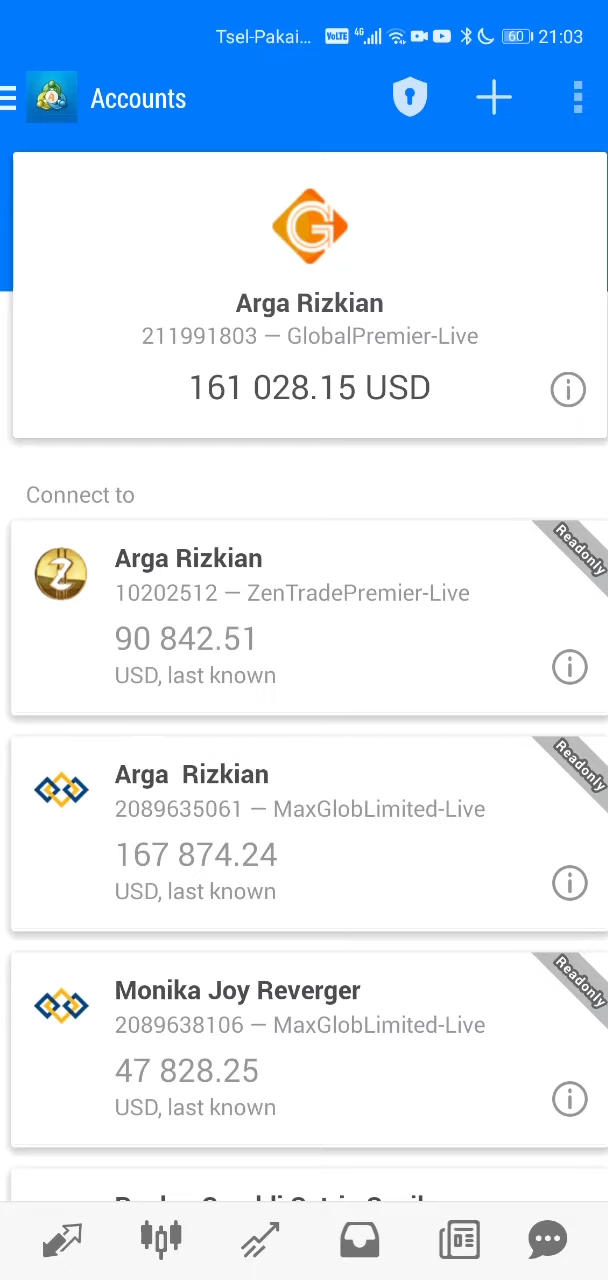 Tsel-Pakai... VoLTE 4G 60 21:03
Accounts
G
Arga Rizkian
211991803 — GlobalPremier-Live
161 028.15 USD
Connect to
Readonly
Arga Rizkian
10202512 — ZenTradePremier-Live
90 842.51
USD, last known
Readonly
Arga  Rizkian
2089635061 — MaxGlobLimited-Live
167 874.24
USD, last known
Readonly
Monika Joy Reverger
2089638106 — MaxGlobLimited-Live
47 828.25
USD, last known